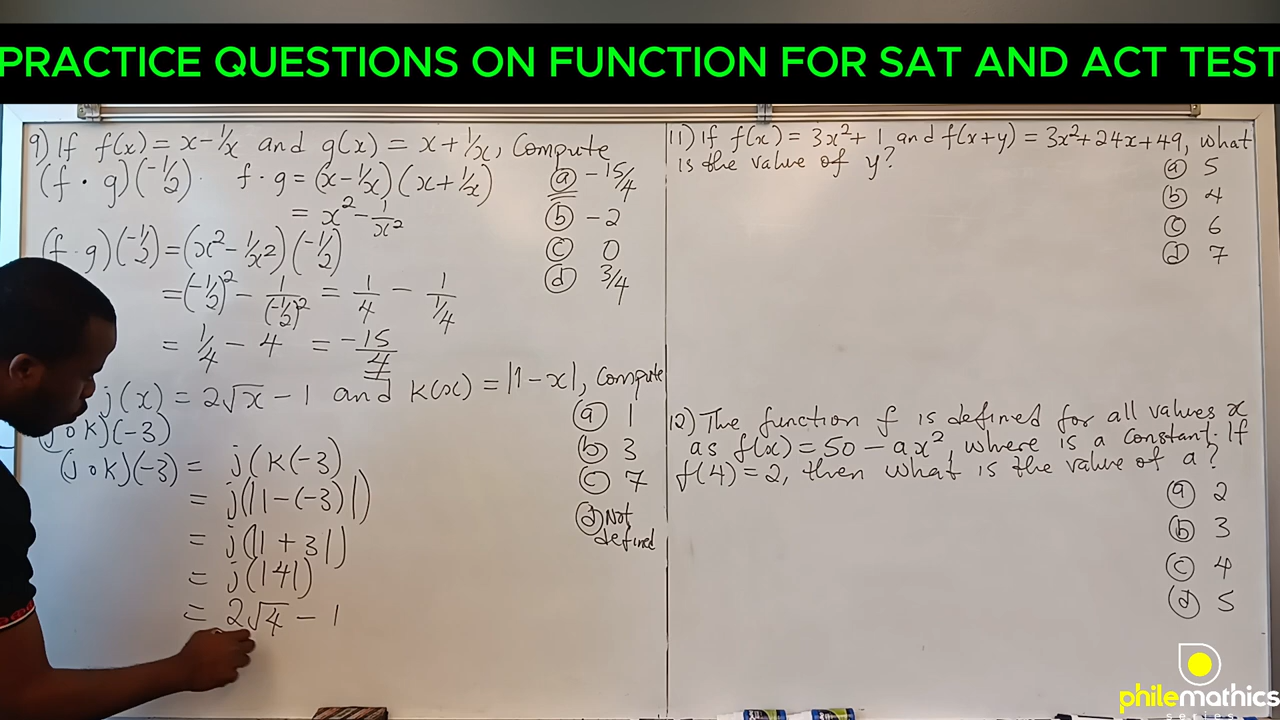 PRACTICE QUESTIONS ON FUNCTION FOR SAT AND ACT TEST
9) If f(x) = x - 1/x and g(x) = x + 1/x, Compute
(f · g)(-1/2). f · g = (x - 1/x)(x + 1/x)
= x² - 1/x²
(f · g)(-1/2) = (x² - 1/x²)(-1/2)
= (-1/2)² - 1/(-1/2)² = 1/4 - 1/(1/4)
= 1/4 - 4 = -15/4
(a) -15/4
(b) -2
(c) 0
(d) 3/4
j(x) = 2√x - 1 and k(x) = |1 - x|, Compute
(j o k)(-3)
(j o k)(-3) = j(k(-3)
= j(|1 - (-3)|)
= j(|1 + 3|)
= j(|4|)
= 2√4 - 1
(a) 1
(b) 3
(c) 7
(d) Not
defined
11) If f(x) = 3x² + 1 and f(x+y) = 3x² + 24x + 49, what
is the value of y?
(a) 5
(b) 4
(c) 6
(d) 7
12) The function f is defined for all values x
as f(x) = 50 - ax², where is a constant. If
f(4) = 2, then what is the value of a?
(a) 2
(b) 3
(c) 4
(d) 5
philemathics
series